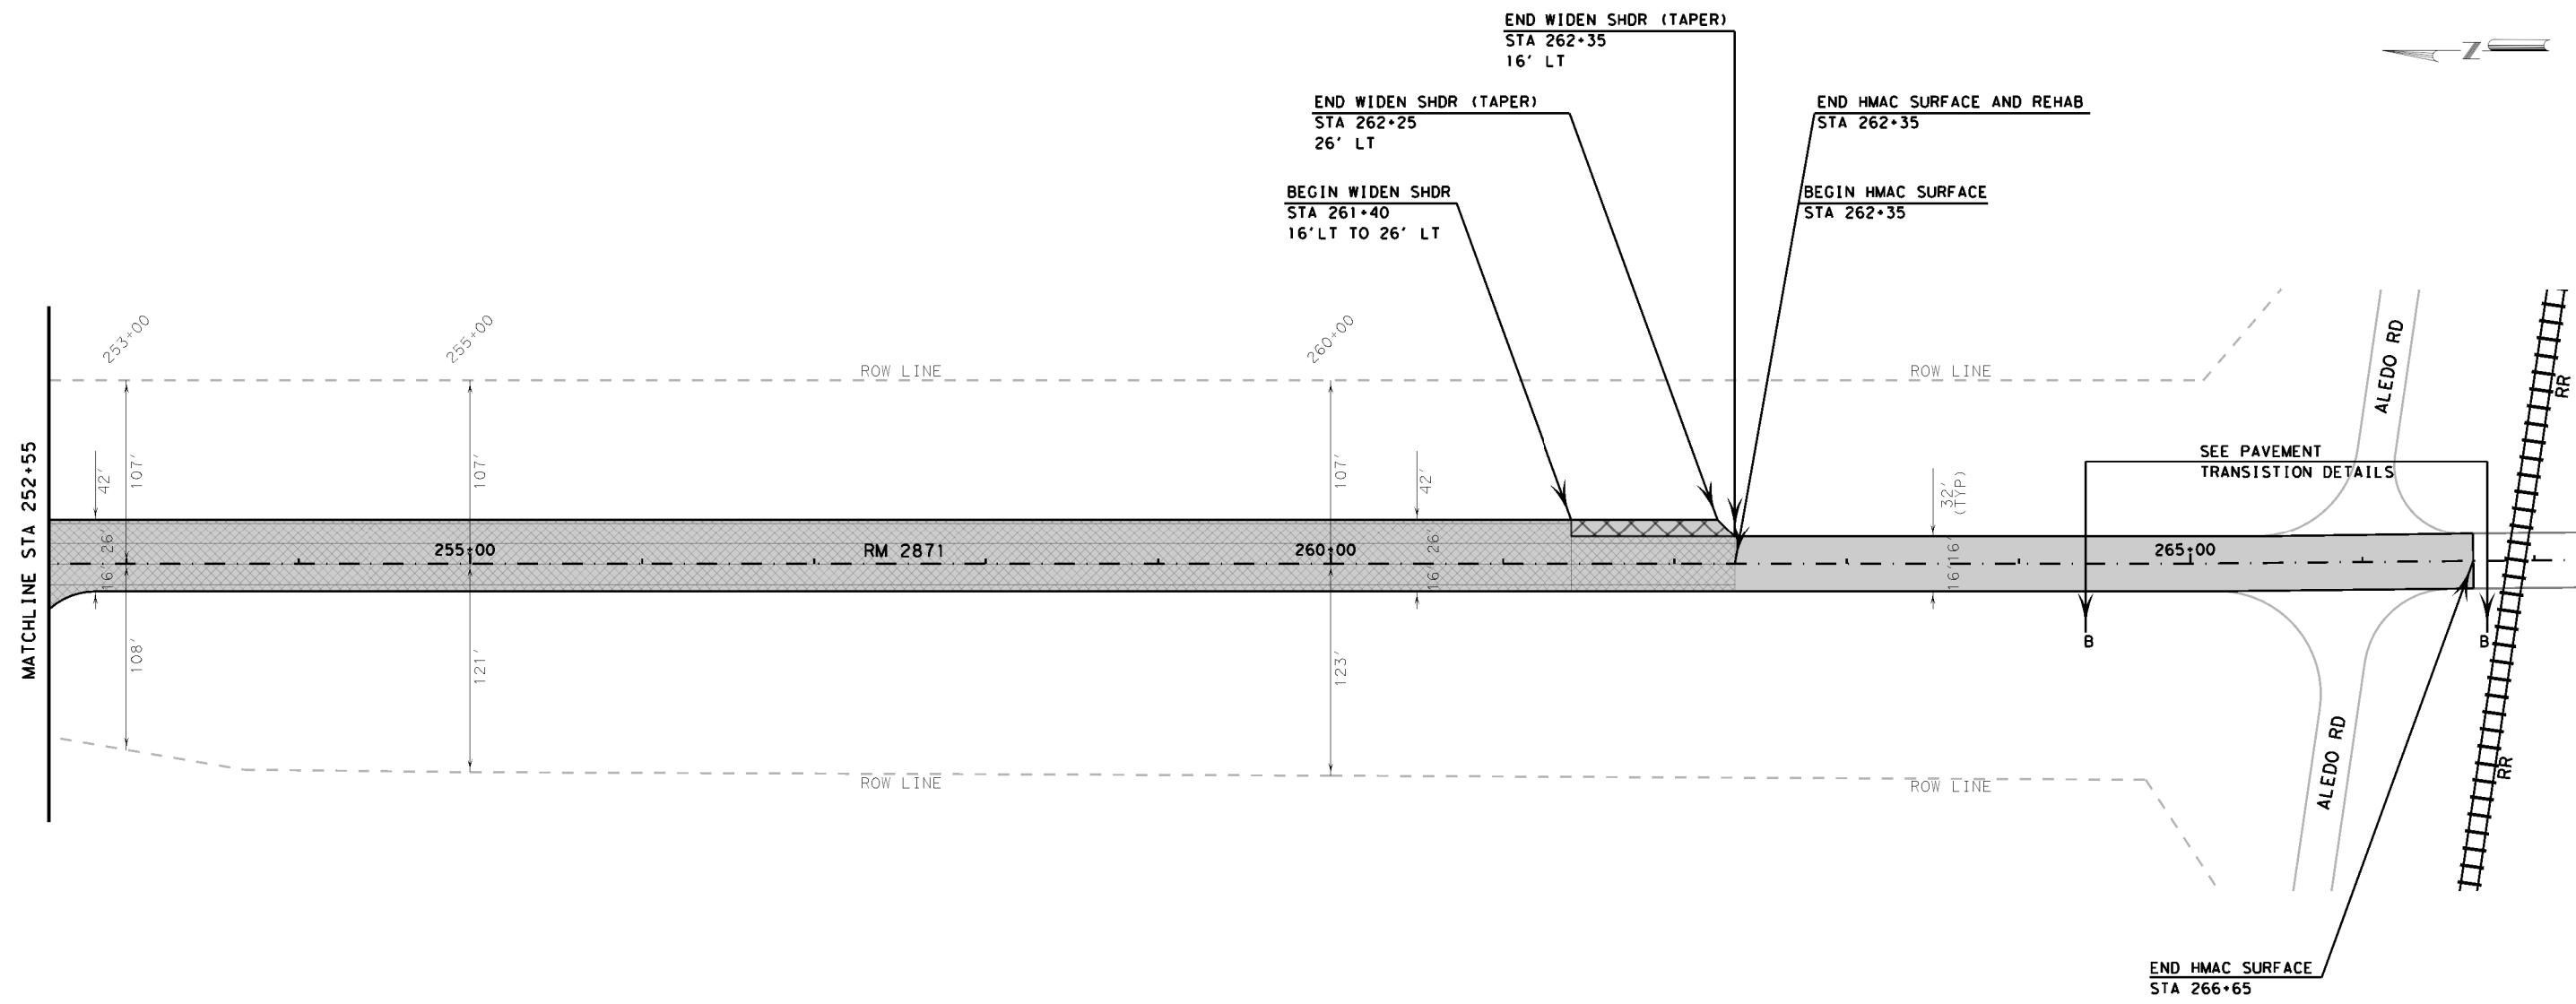 END WIDEN SHDR (TAPER)
STA 262+35
16' LT
Z
END WIDEN SHDR (TAPER)
STA 262+25
26' LT
END HMAC SURFACE AND REHAB
STA 262+35
BEGIN WIDEN SHDR
STA 261+40
16'LT TO 26' LT
BEGIN HMAC SURFACE
STA 262+35
253+00
255+00
260+00
ROW LINE
ROW LINE
ALEDO RD
RR
MATCHLINE STA 252+55
42'
107'
107'
107'
42'
32'
(TYP)
SEE PAVEMENT
TRANSISTION DETAILS
26'
16'
255+00
RM 2871
260+00
26'
16'
16'
16'
265+00
108'
121'
123'
B
B
ROW LINE
ROW LINE
ALEDO RD
RR
END HMAC SURFACE
STA 266+65